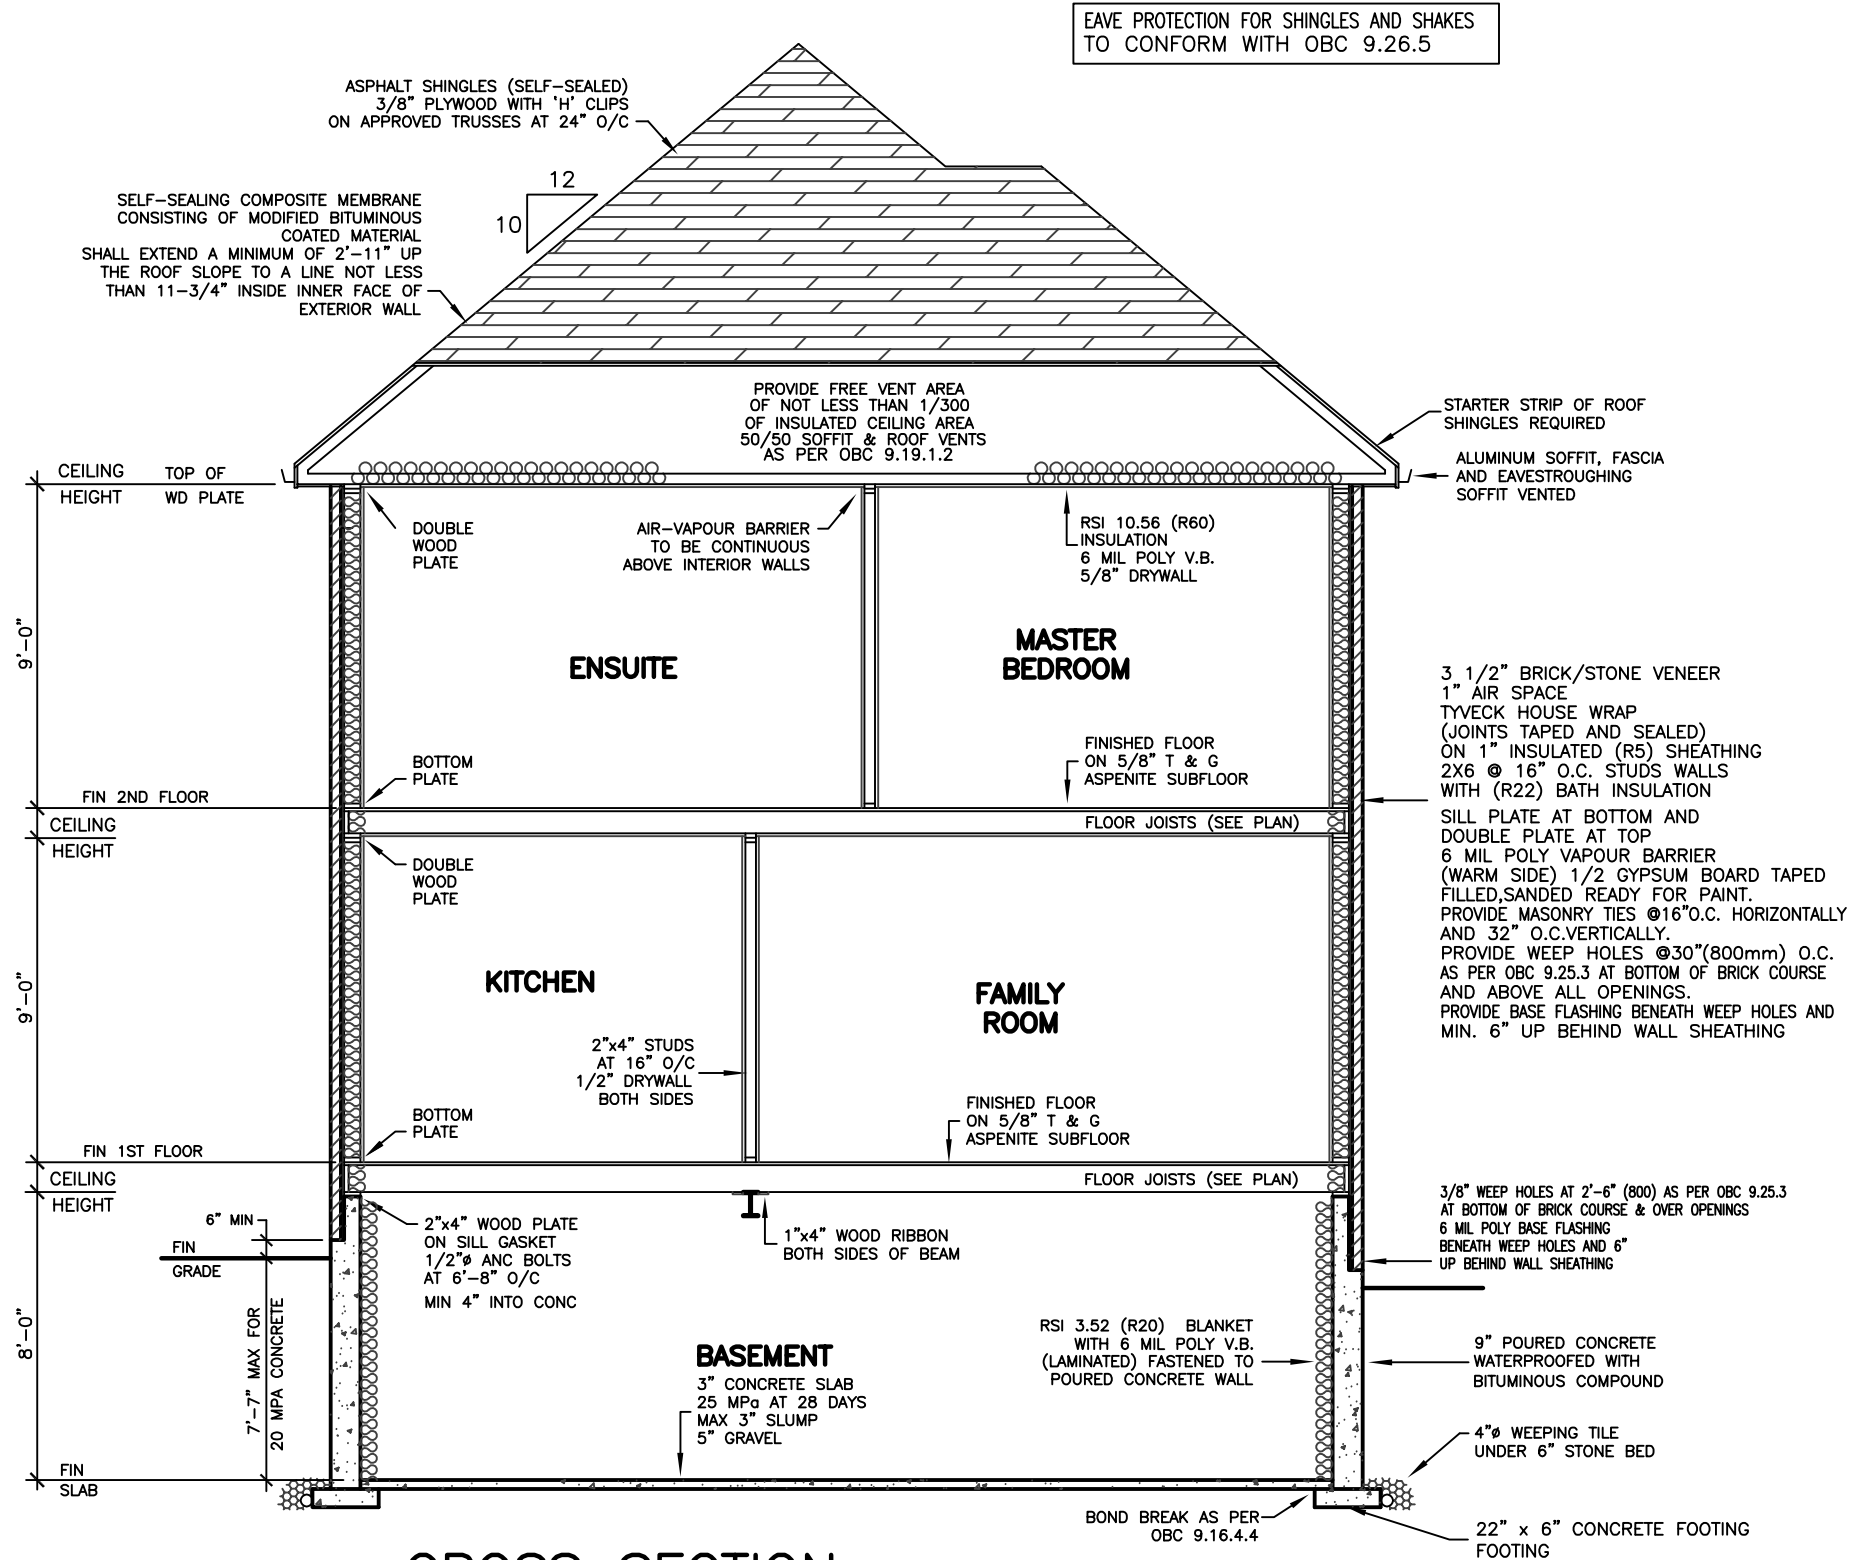 EAVE PROTECTION FOR SHINGLES AND SHAKES
TO CONFORM WITH OBC 9.26.5
ASPHALT SHINGLES (SELF-SEALED)
3/8" PLYWOOD WITH 'H' CLIPS
ON APPROVED TRUSSES AT 24" O/C
12
10
SELF-SEALING COMPOSITE MEMBRANE
CONSISTING OF MODIFIED BITUMINOUS
COATED MATERIAL
SHALL EXTEND A MINIMUM OF 2'-11" UP
THE ROOF SLOPE TO A LINE NOT LESS
THAN 11-3/4" INSIDE INNER FACE OF
EXTERIOR WALL
PROVIDE FREE VENT AREA
OF NOT LESS THAN 1/300
OF INSULATED CEILING AREA
50/50 SOFFIT & ROOF VENTS
AS PER OBC 9.19.1.2
STARTER STRIP OF ROOF
SHINGLES REQUIRED
ALUMINUM SOFFIT, FASCIA
AND EAVESTROUGHING
SOFFIT VENTED
CEILING
HEIGHT
TOP OF
WD PLATE
DOUBLE
WOOD
PLATE
AIR-VAPOUR BARRIER
TO BE CONTINUOUS
ABOVE INTERIOR WALLS
RSI 10.56 (R60)
INSULATION
6 MIL POLY V.B.
5/8" DRYWALL
9'-0"
ENSUITE
MASTER
BEDROOM
3 1/2" BRICK/STONE VENEER
1" AIR SPACE
TYVECK HOUSE WRAP
(JOINTS TAPED AND SEALED)
ON 1" INSULATED (R5) SHEATHING
2X6 @ 16" O.C. STUDS WALLS
WITH (R22) BATH INSULATION
SILL PLATE AT BOTTOM AND
DOUBLE PLATE AT TOP
6 MIL POLY VAPOUR BARRIER
(WARM SIDE) 1/2 GYPSUM BOARD TAPED
FILLED,SANDED READY FOR PAINT.
PROVIDE MASONRY TIES @16"O.C. HORIZONTALLY
AND 32" O.C.VERTICALLY.
PROVIDE WEEP HOLES @30"(800mm) O.C.
AS PER OBC 9.25.3 AT BOTTOM OF BRICK COURSE
AND ABOVE ALL OPENINGS.
PROVIDE BASE FLASHING BENEATH WEEP HOLES AND
MIN. 6" UP BEHIND WALL SHEATHING
BOTTOM
PLATE
FINISHED FLOOR
ON 5/8" T & G
ASPENITE SUBFLOOR
FIN 2ND FLOOR
CEILING
HEIGHT
FLOOR JOISTS (SEE PLAN)
DOUBLE
WOOD
PLATE
9'-0"
KITCHEN
FAMILY
ROOM
2"x4" STUDS
AT 16" O/C
1/2" DRYWALL
BOTH SIDES
BOTTOM
PLATE
FINISHED FLOOR
ON 5/8" T & G
ASPENITE SUBFLOOR
FIN 1ST FLOOR
CEILING
HEIGHT
FLOOR JOISTS (SEE PLAN)
3/8" WEEP HOLES AT 2'-6" (800) AS PER OBC 9.25.3
AT BOTTOM OF BRICK COURSE & OVER OPENINGS
6 MIL POLY BASE FLASHING
BENEATH WEEP HOLES AND 6"
UP BEHIND WALL SHEATHING
6" MIN
FIN
GRADE
2"x4" WOOD PLATE
ON SILL GASKET
1/2"ø ANC BOLTS
AT 6'-8" O/C
MIN 4" INTO CONC
1"x4" WOOD RIBBON
BOTH SIDES OF BEAM
8'-0"
7'-7" MAX FOR
20 MPA CONCRETE
BASEMENT
3" CONCRETE SLAB
25 MPa AT 28 DAYS
MAX 3" SLUMP
5" GRAVEL
RSI 3.52 (R20) BLANKET
WITH 6 MIL POLY V.B.
(LAMINATED) FASTENED TO
POURED CONCRETE WALL
9" POURED CONCRETE
WATERPROOFED WITH
BITUMINOUS COMPOUND
4"ø WEEPING TILE
UNDER 6" STONE BED
FIN
SLAB
BOND BREAK AS PER
OBC 9.16.4.4
22" x 6" CONCRETE FOOTING
FOOTING
CROSS SECTION